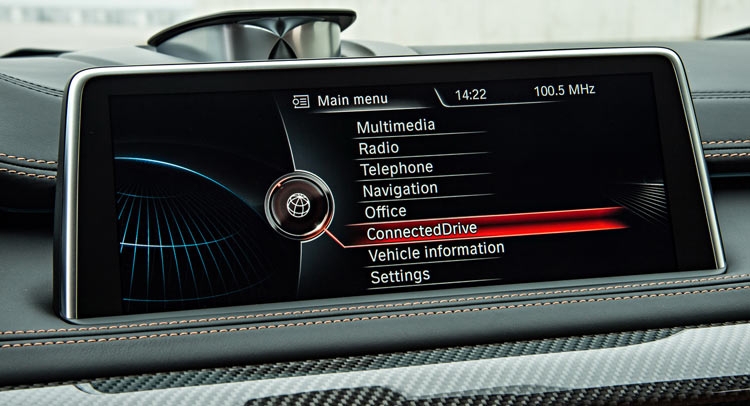 Main menu
14:22
100.5 MHz
Multimedia
Radio
Telephone
Navigation
Office
ConnectedDrive
Vehicle information
Settings